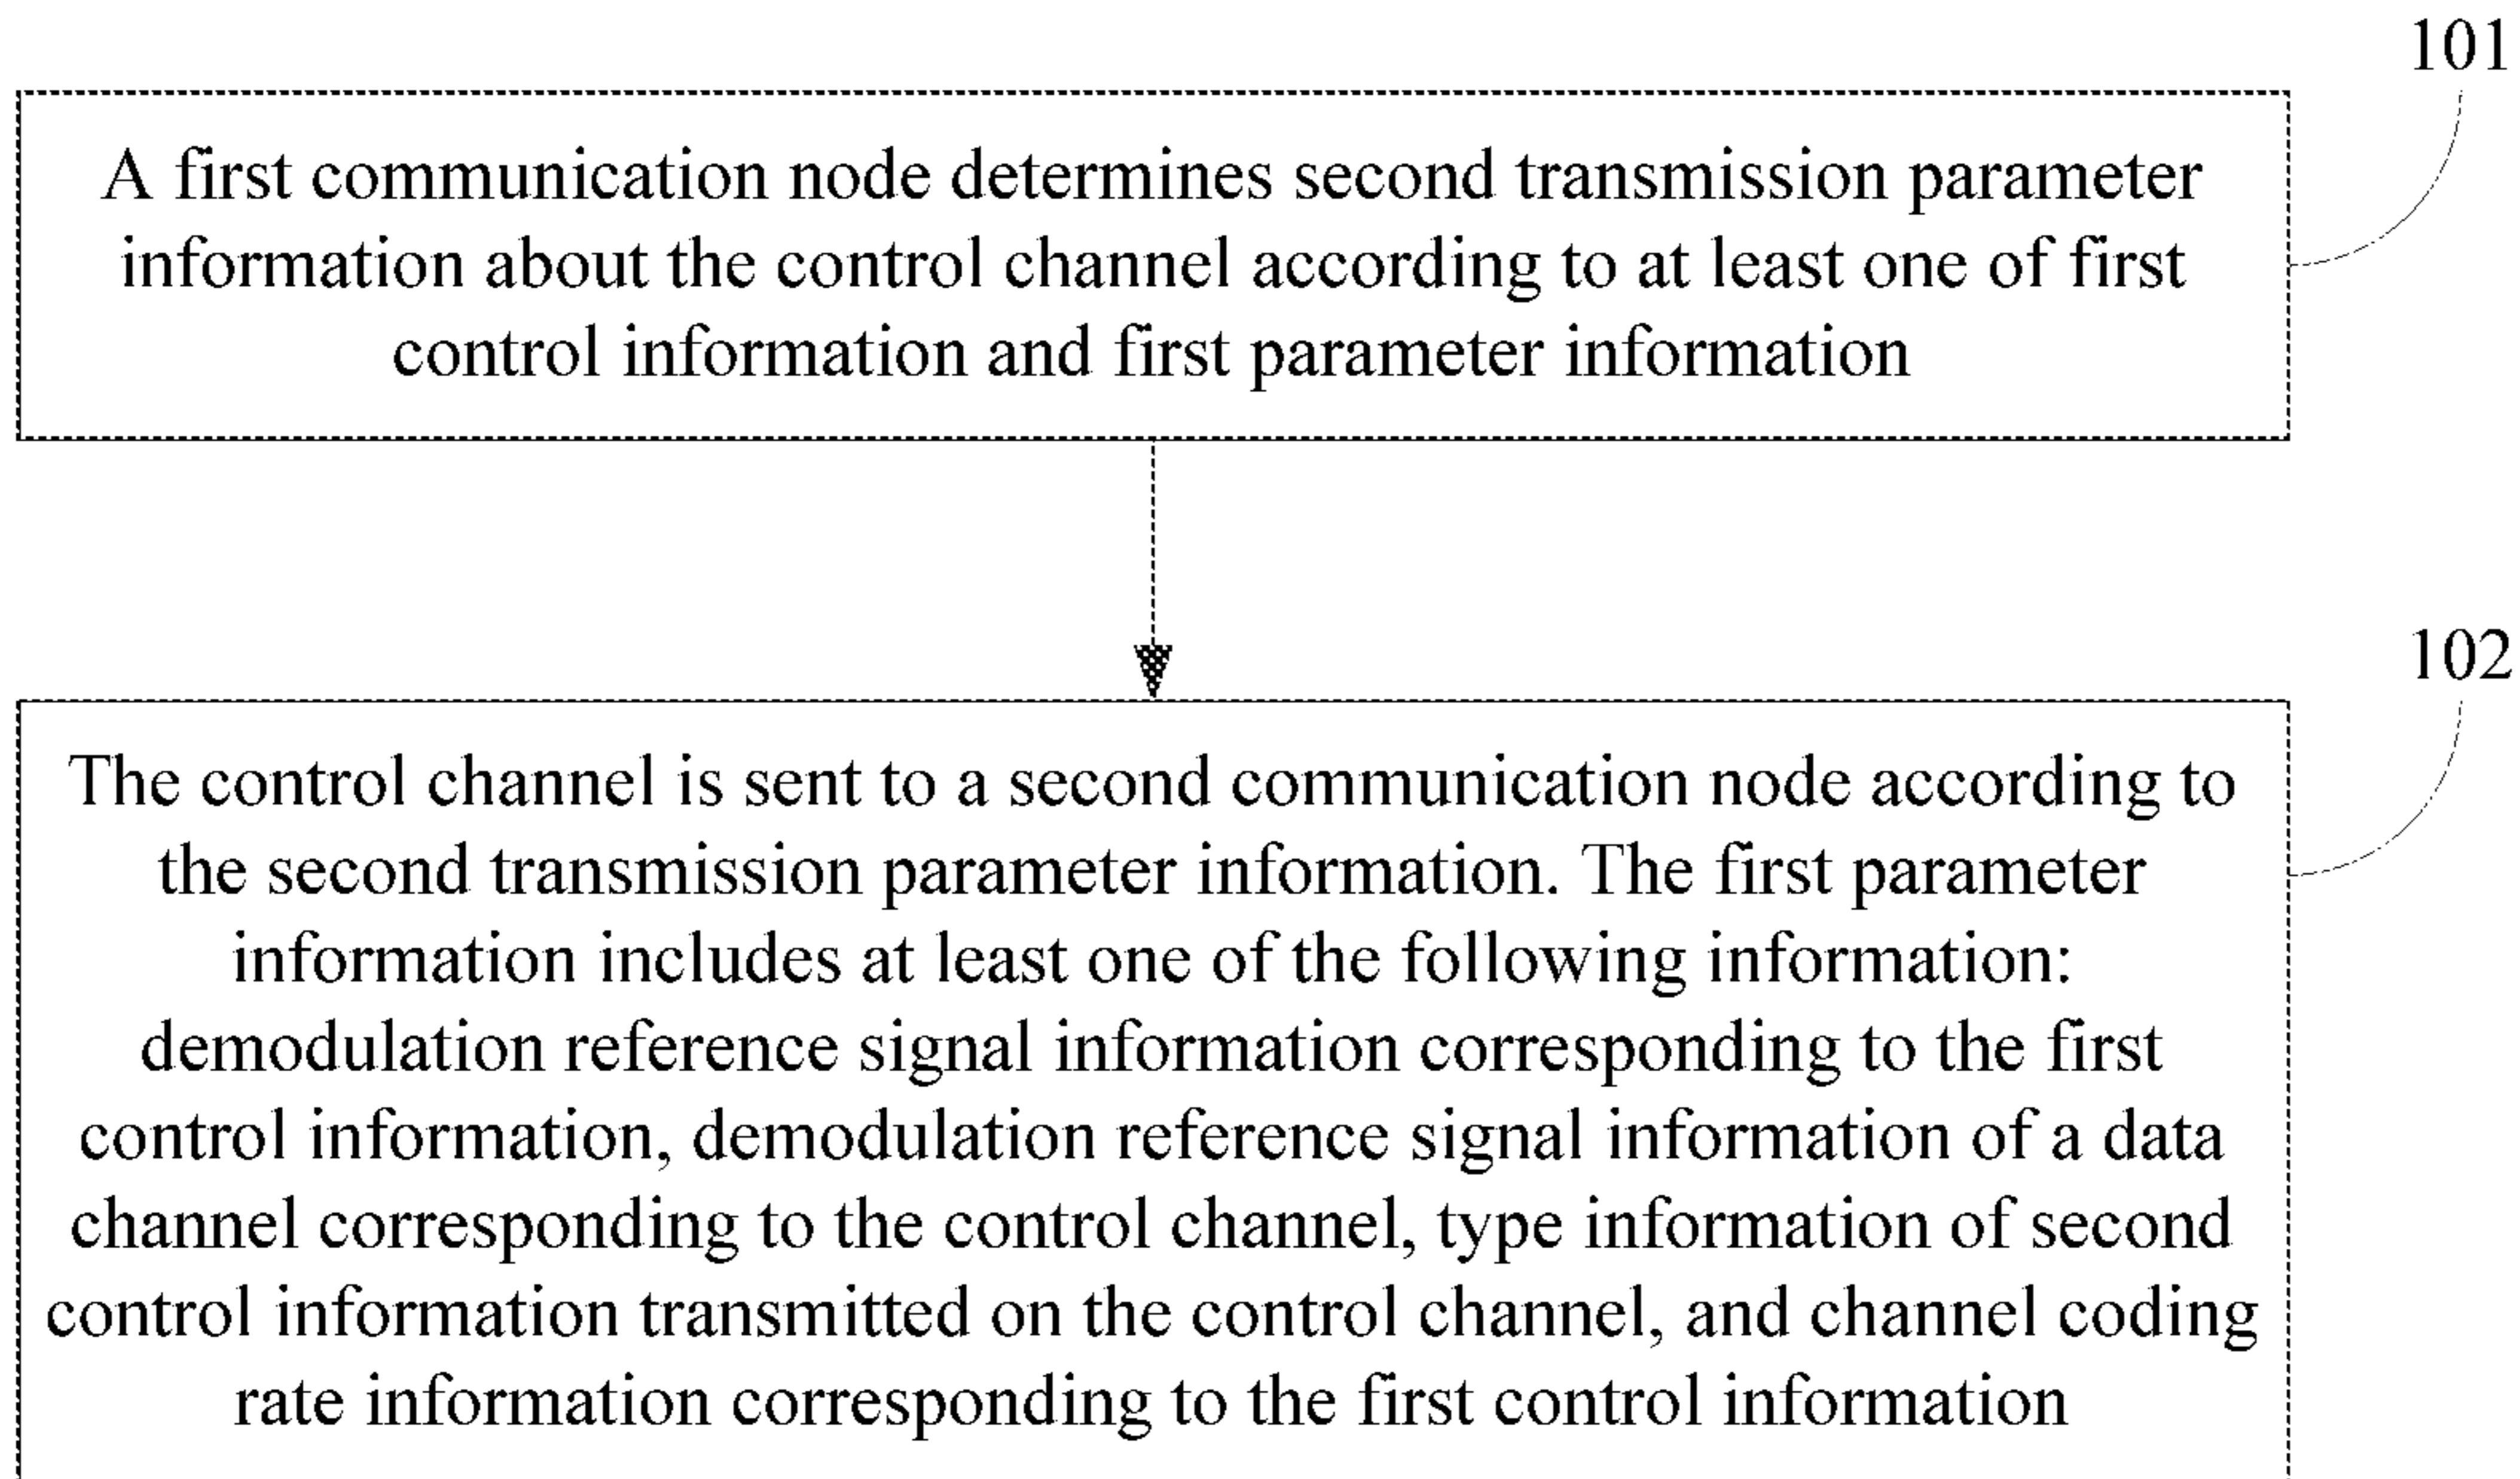 101
A first communication node determines second transmission parameter
information about the control channel according to at least one of first
control information and first parameter information
102
The control channel is sent to a second communication node according to
the second transmission parameter information. The first parameter
information includes at least one of the following information:
demodulation reference signal information corresponding to the first
control information, demodulation reference signal information of a data
channel corresponding to the control channel, type information of second
control information transmitted on the control channel, and channel coding
rate information corresponding to the first control information